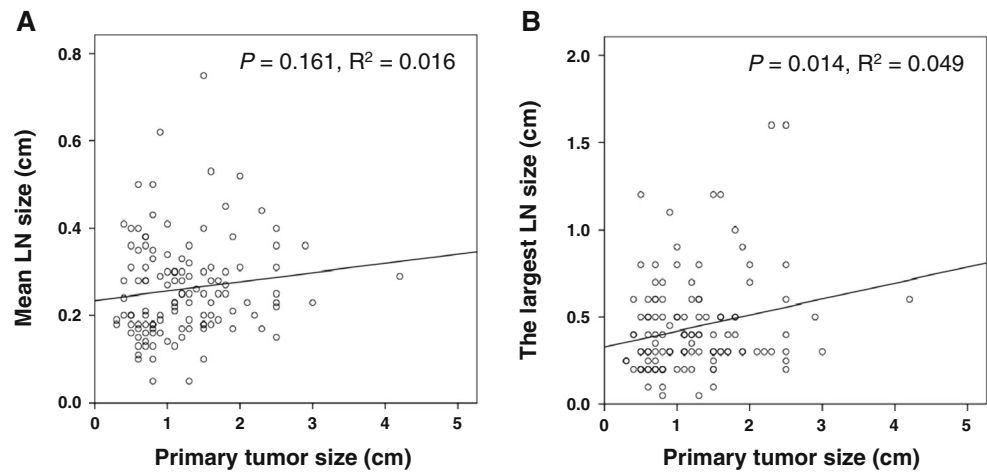 A
P = 0.161, R² = 0.016
Mean LN size (cm)
0.8
0.6
0.4
0.2
0.0
0 1 2 3 4 5
Primary tumor size (cm)
B
P = 0.014, R² = 0.049
The largest LN size (cm)
2.0
1.5
1.0
0.5
0.0
0 1 2 3 4 5
Primary tumor size (cm)